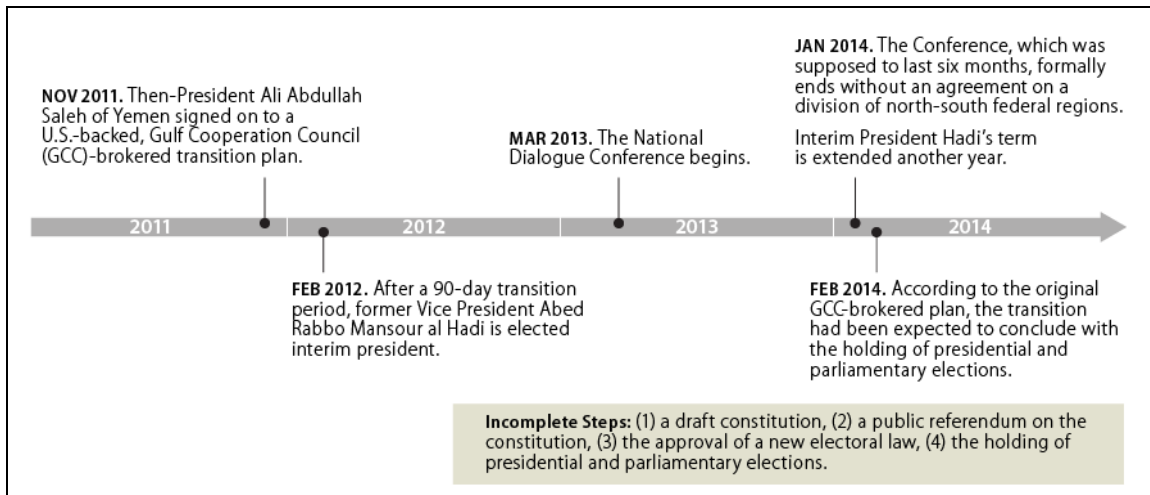 NOV 2011. Then-President Ali Abdullah
Saleh of Yemen signed on to a
U.S.-backed, Gulf Cooperation Council
(GCC)-brokered transition plan.
MAR 2013. The National
Dialogue Conference begins.
JAN 2014. The Conference, which was
supposed to last six months, formally
ends without an agreement on a
division of north-south federal regions.
Interim President Hadi's term
is extended another year.
2011
2012
2013
2014
FEB 2012. After a 90-day transition
period, former Vice President Abed
Rabbo Mansour al Hadi is elected
interim president.
FEB 2014. According to the original
GCC-brokered plan, the transition
had been expected to conclude with
the holding of presidential and
parliamentary elections.
Incomplete Steps: (1) a draft constitution, (2) a public referendum on the
constitution, (3) the approval of a new electoral law, (4) the holding of
presidential and parliamentary elections.